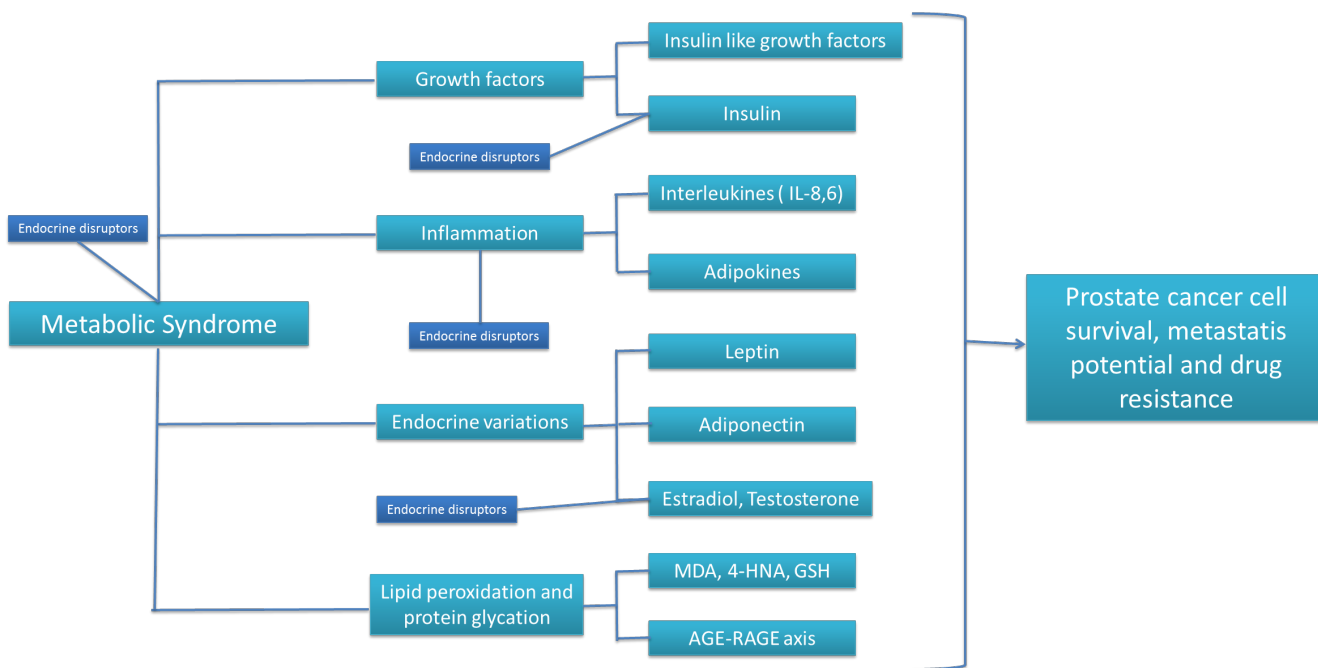 Insulin like growth factors
Growth factors
Insulin
Endocrine disruptors
Interleukines ( IL-8,6)
Endocrine disruptors
Inflammation
Adipokines
Metabolic Syndrome
Prostate cancer cell
survival, metastatis
potential and drug
resistance
Endocrine disruptors
Leptin
Endocrine variations
Adiponectin
Estradiol, Testosterone
Endocrine disruptors
MDA, 4-HNA, GSH
Lipid peroxidation and
protein glycation
AGE-RAGE axis